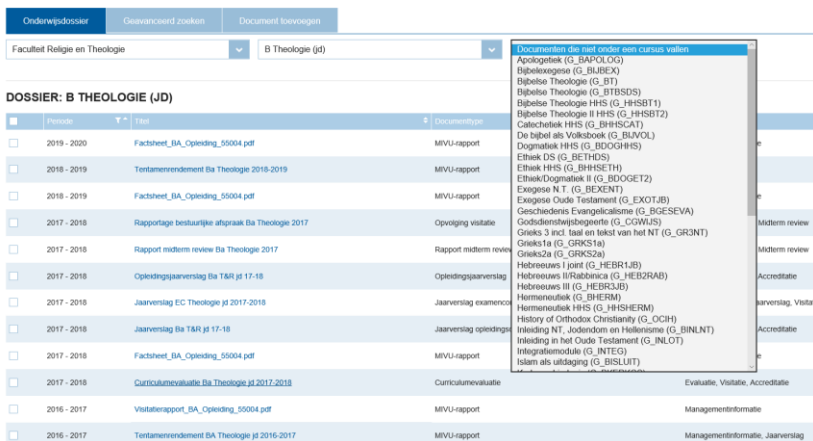 Onderwijsdossier Geavanceerd zoeken Document toevoegen
Faculteit Religie en Theologie B Theologie (jd)
Documenten die niet onder een cursus vallen
Apologetiek (G_BAPOLOG)
Bijbelexegese (G_BIJBEX)
Bijbelse Theologie (G_BT)
Bijbelse Theologie (G_BTBSDS)
Bijbelse Theologie HHS (G_HHSBT1)
Bijbelse Theologie II HHS (G_HHSBT2)
Catechetiek HHS (G_BHHSCAT)
De bijbel als Volksboek (G_BIJVOL)
Dogmatiek HHS (G_BDOGHHS)
Ethiek DS (G_BETHDS)
Ethiek HHS (G_BHHSETH)
Ethiek/Dogmatiek II (G_BDOGET2)
Exegese N.T. (G_BEXENT)
Exegese Oude Testament (G_EXOTJB)
Geschiedenis Evangelicalisme (G_BGESEVA)
Godsdienstwijsbegeerte (G_CGWIJS)
Grieks 3 incl. taal en tekst van het NT (G_GR3NT)
Grieks1a (G_GRKS1a)
Grieks2a (G_GRKS2a)
Hebreeuws I joint (G_HEBR1JB)
Hebreeuws II/Rabbinica (G_HEB2RAB)
Hebreeuws III (G_HEBR3JB)
Hermeneutiek (G_BHERM)
Hermeneutiek HHS (G_HHSHERM)
History of Orthodox Christianity (G_OCIH)
Inleiding NT, Jodendom en Hellenisme (G_BINLNT)
Inleiding in het Oude Testament (G_INLOT)
Integratiemodule (G_INTEG)
Islam als uitdaging (G_BISLUIT)
DOSSIER: B THEOLOGIE (JD)
Periode Titel Documenttype
2019 - 2020 Factsheet_BA_Opleiding_55004.pdf MIVU-rapport
2018 - 2019 Tentamenrendement Ba Theologie 2018-2019 MIVU-rapport
2018 - 2019 Factsheet_BA_Opleiding_55004.pdf MIVU-rapport
2017 - 2018 Rapportage bestuurlijke afspraak Ba Theologie 2017 Opvolging visitatie Midterm review
2017 - 2018 Rapport midterm review Ba Theologie 2017 Rapport midterm review Midterm review
2017 - 2018 Opleidingsjaarverslag Ba T&R jd 17-18 Opleidingsjaarverslag Accreditatie
2017 - 2018 Jaarverslag EC Theologie jd 2017-2018 Jaarverslag examencom
2017 - 2018 Jaarverslag Ba T&R jd 17-18 Jaarverslag opleidings Accreditatie
2017 - 2018 Factsheet_BA_Opleiding_55004.pdf MIVU-rapport
2017 - 2018 Curriculumevaluatie Ba Theologie jd 2017-2018 Curriculumevaluatie Evaluatie, Visitatie, Accreditatie
2016 - 2017 Visitatierapport_BA_Opleiding_55004.pdf MIVU-rapport Managementinformatie
2016 - 2017 Tentamenrendement BA Theologie jd 2016-2017 MIVU-rapport Managementinformatie, Jaarverslag